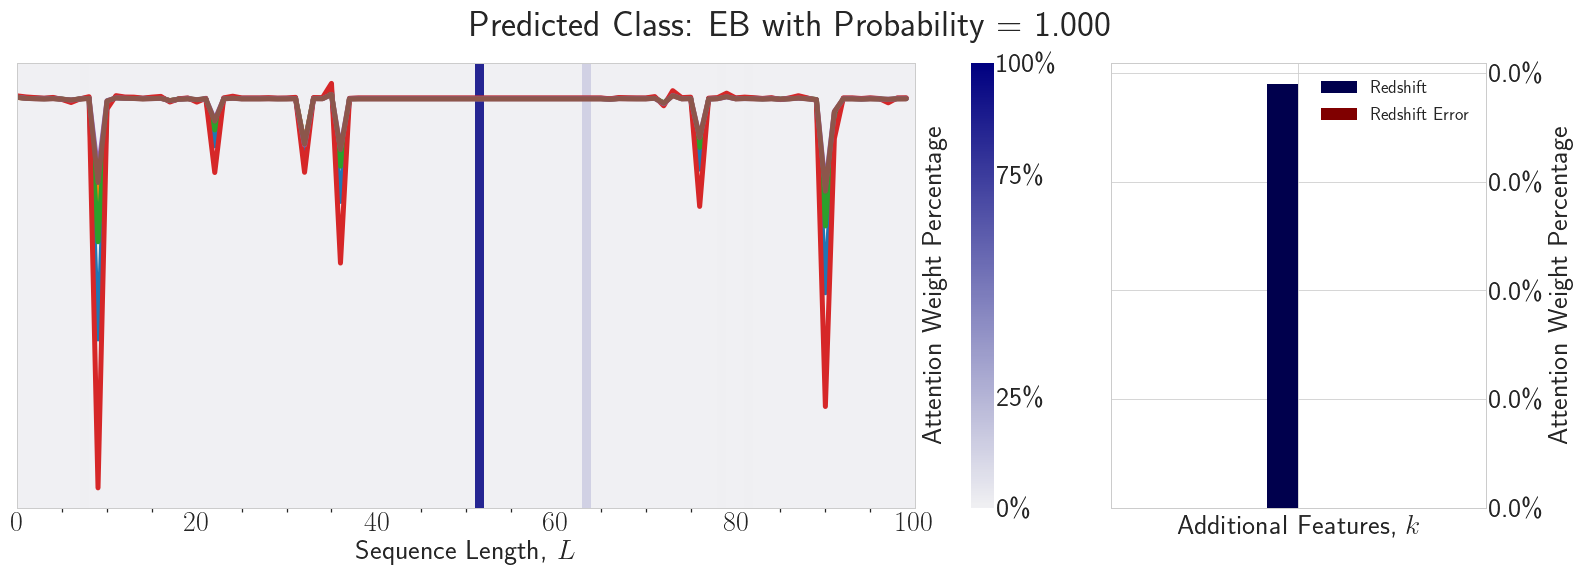 Predicted Class: EB with Probability = 1.000
0
20
40
60
80
100
Sequence Length, L
100%
75%
25%
0%
Attention Weight Percentage
Redshift
Redshift Error
0.0%
0.0%
0.0%
0.0%
0.0%
Attention Weight Percentage
Additional Features, k